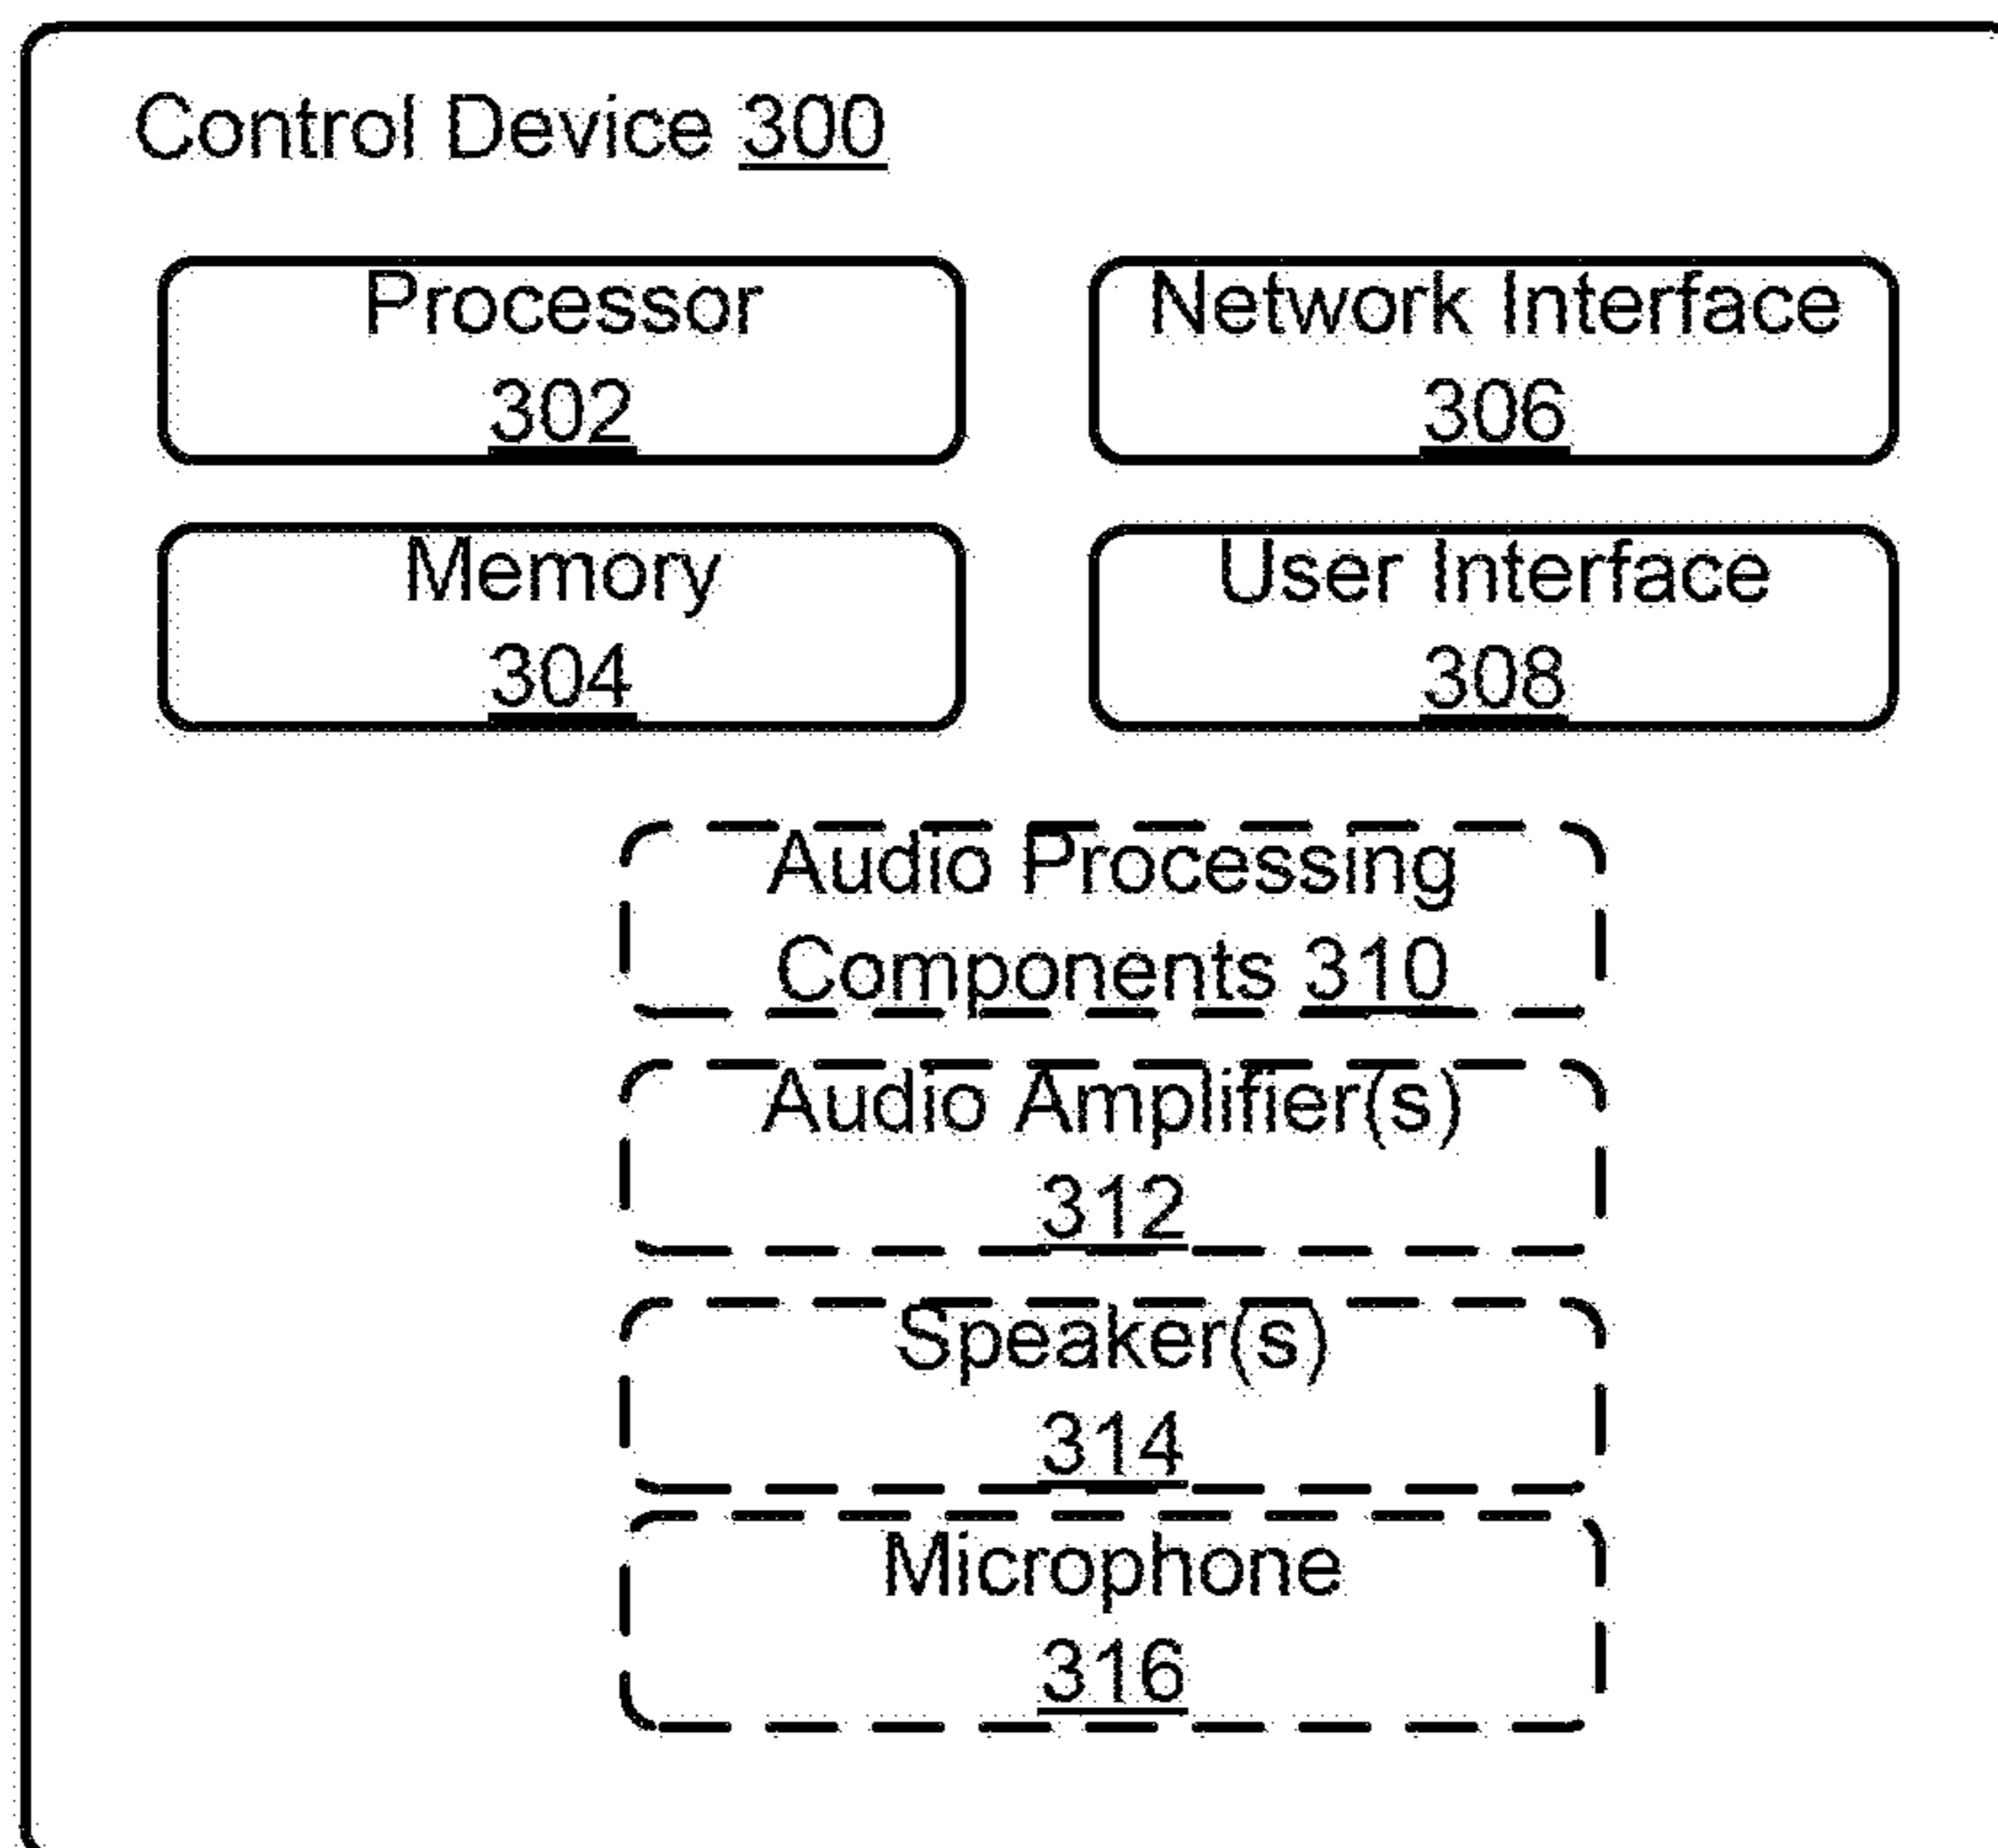 Control Device 300
Processor
302
Network Interface
306
Memory
304
User Interface
308
Audio Processing
Components 310
Audio Amplifier(s)
312
Speaker(s)
314
Microphone
316